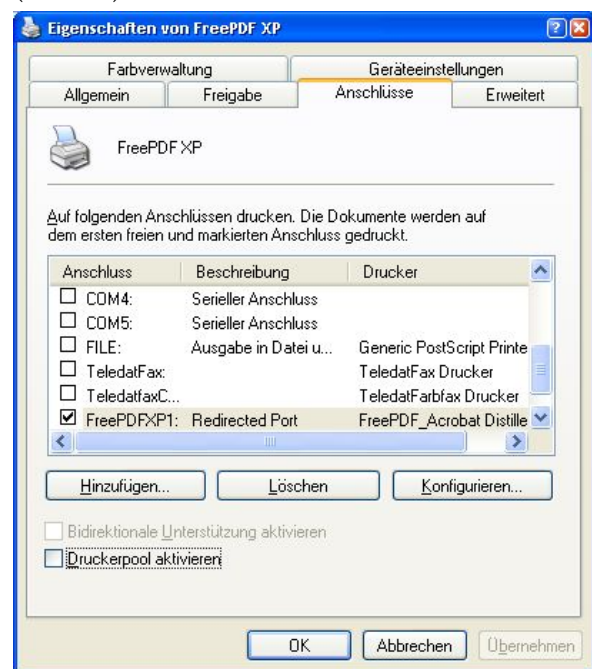 Eigenschaften von FreePDF XP
Farbverwaltung Geräteeinstellungen
Allgemein Freigabe Anschlüsse Erweitert
FreePDF XP
Auf folgenden Anschlüssen drucken. Die Dokumente werden auf
dem ersten freien und markierten Anschluss gedruckt.
Anschluss Beschreibung Drucker
COM4: Serieller Anschluss
COM5: Serieller Anschluss
FILE: Ausgabe in Datei u... Generic PostScript Printe
TeledatFax: TeledatFax Drucker
TeledatfaxC... TeledatFarbfax Drucker
FreePDFXP1: Redirected Port FreePDF_Acrobat Distille
Hinzufügen... Löschen Konfigurieren...
Bidirektionale Unterstützung aktivieren
Druckerpool aktivieren
OK Abbrechen Übernehmen